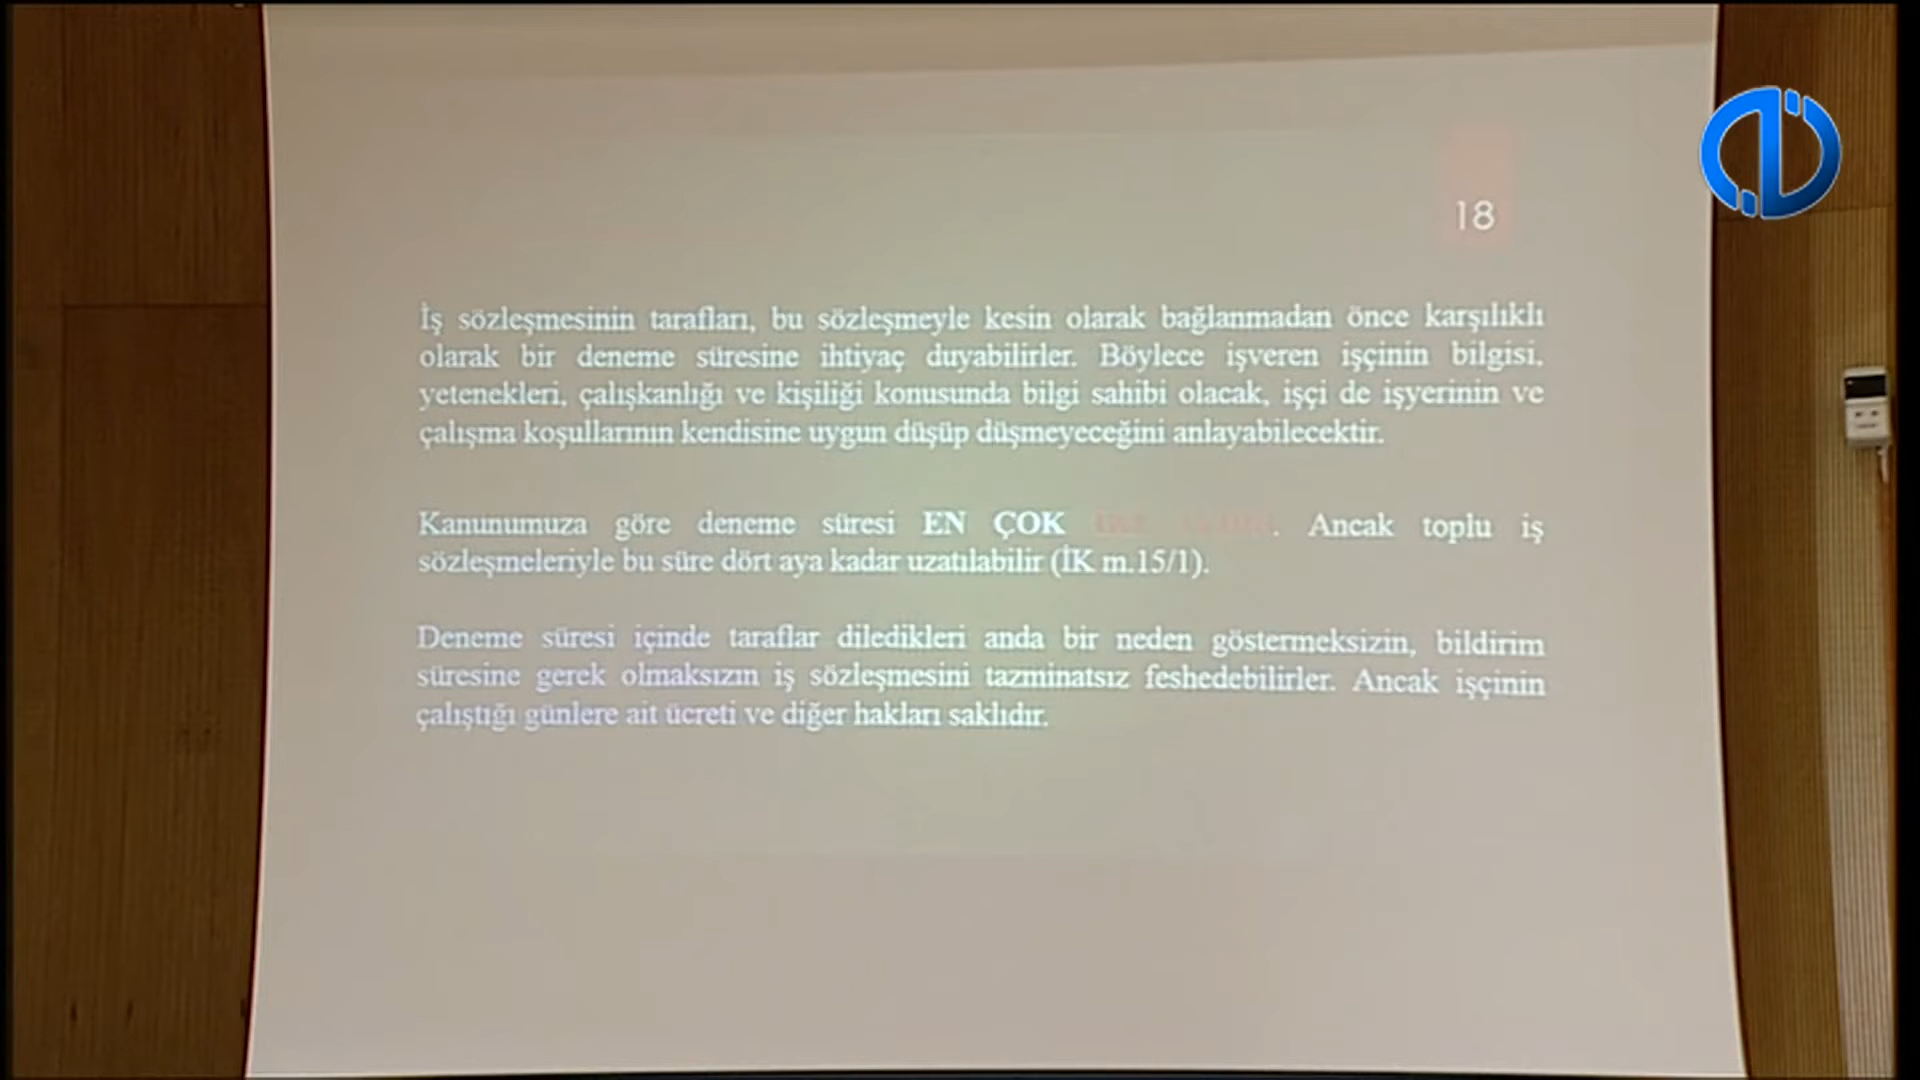 18
İş sözleşmesinin tarafları, bu sözleşmeyle kesin olarak bağlanmadan önce karşılıklı
olarak bir deneme süresine ihtiyaç duyabilirler. Böylece işveren işçinin bilgisi,
yetenekleri, çalışkanlığı ve kişiliği konusunda bilgi sahibi olacak, işçi de işyerinin ve
çalışma koşullarının kendisine uygun düşüp düşmeyeceğini anlayabilecektir.
Kanunumuza göre deneme süresi EN ÇOK . Ancak toplu iş
sözleşmeleriyle bu süre dört aya kadar uzatılabilir (İK m.15/1).
Deneme süresi içinde taraflar diledikleri anda bir neden göstermeksizin, bildirim
süresine gerek olmaksızın iş sözleşmesini tazminatsız feshedebilirler. Ancak işçinin
çalıştığı günlere ait ücreti ve diğer hakları saklıdır.